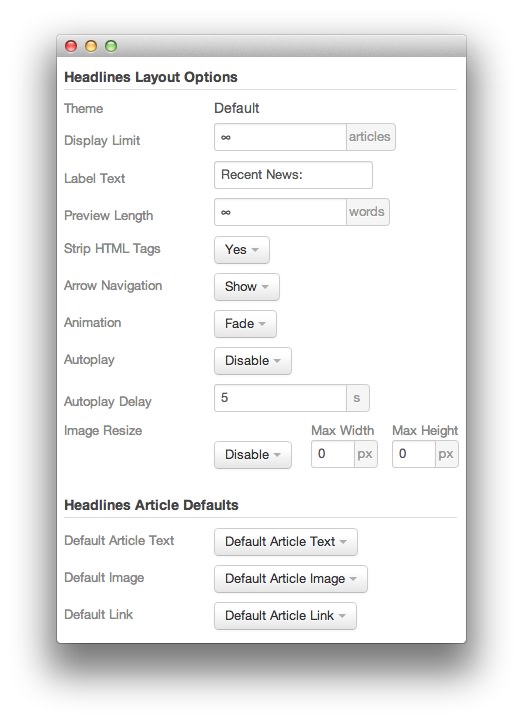 Headlines Layout Options
Theme Default
Display Limit ∞ articles
Label Text Recent News:
Preview Length ∞ words
Strip HTML Tags Yes
Arrow Navigation Show
Animation Fade
Autoplay Disable
Autoplay Delay 5 s
Image Resize Max Width Max Height
Disable 0 px 0 px
Headlines Article Defaults
Default Article Text Default Article Text
Default Image Default Article Image
Default Link Default Article Link